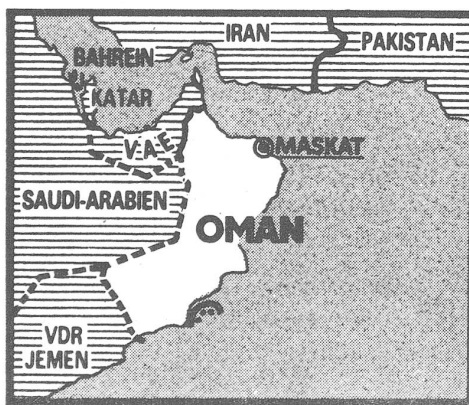 IRAN
PAKISTAN
BAHREIN
KATAR
V-A-E
MASKAT
SAUDI-ARABIEN
OMAN
VDR
JEMEN